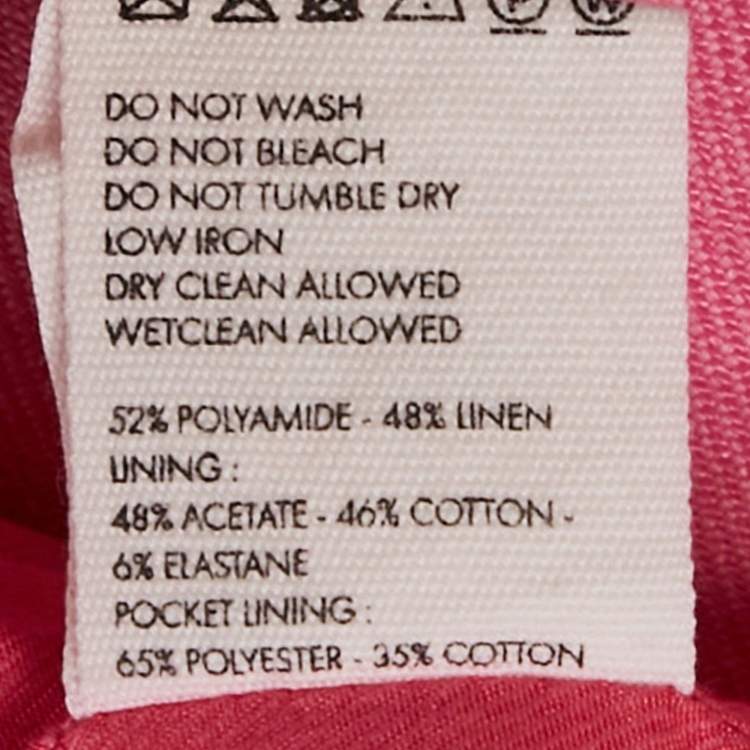 DO NOT WASH
DO NOT BLEACH
DO NOT TUMBLE DRY
LOW IRON
DRY CLEAN ALLOWED
WETCLEAN ALLOWED
52% POLYAMIDE - 48% LINEN
LINING :
48% ACETATE - 46% COTTON -
6% ELASTANE
POCKET LINING :
65% POLYESTER - 35% COTTON